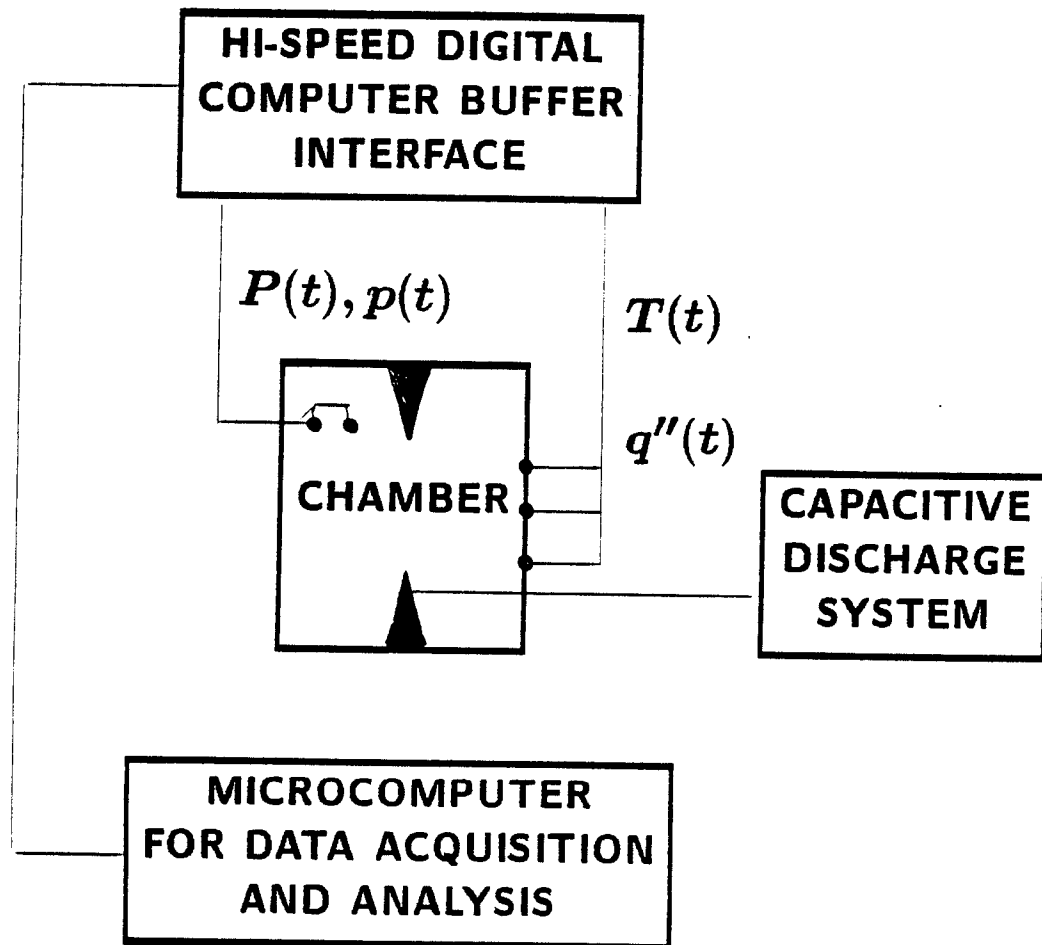 HI-SPEED DIGITAL
COMPUTER BUFFER
INTERFACE
P(t), p(t)
T(t)
q″(t)
CHAMBER
CAPACITIVE
DISCHARGE
SYSTEM
MICROCOMPUTER
FOR DATA ACQUISITION
AND ANALYSIS